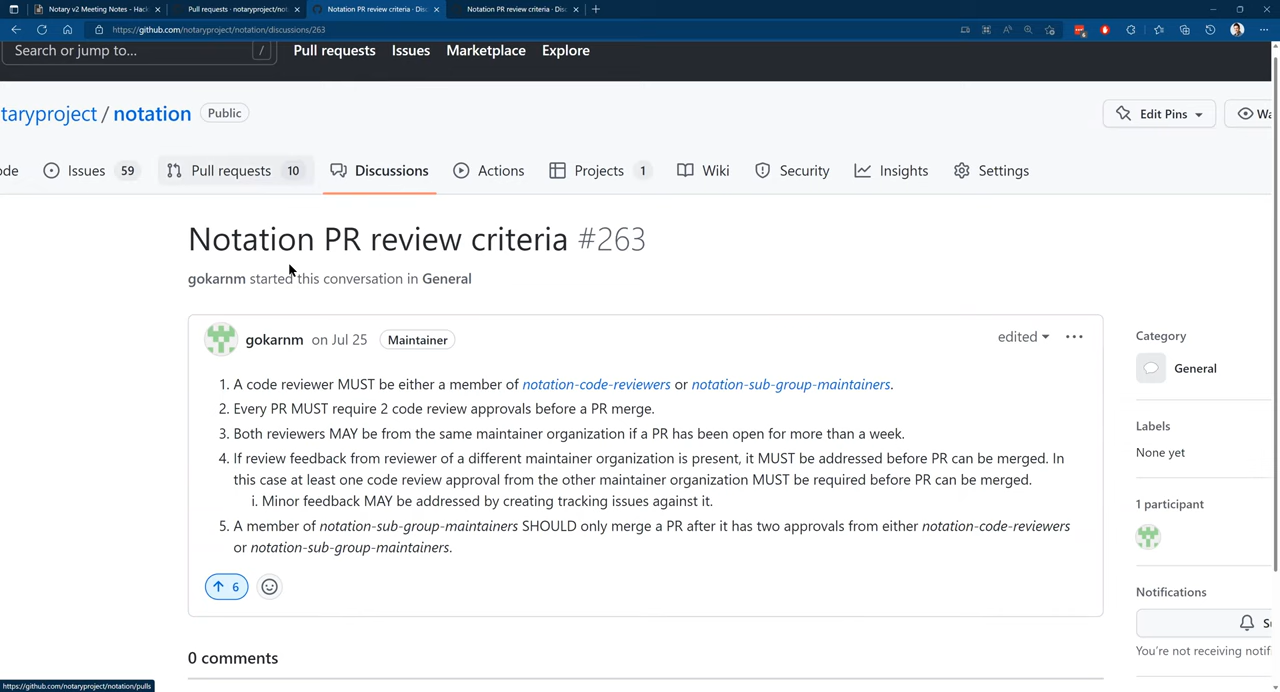 Notary v2 Meeting Notes - Hack
Pull requests · notaryproject/not
Notation PR review criteria · Disc
Notation PR review criteria · Disc
https://github.com/notaryproject/notation/discussions/263
Search or jump to... /
Pull requests Issues Marketplace Explore
taryproject / notation Public
Edit Pins Wa
ode Issues 59 Pull requests 10 Discussions Actions Projects 1 Wiki Security Insights Settings
Notation PR review criteria #263
gokarnm started this conversation in General
gokarnm on Jul 25 Maintainer edited
1. A code reviewer MUST be either a member of notation-code-reviewers or notation-sub-group-maintainers.
2. Every PR MUST require 2 code review approvals before a PR merge.
3. Both reviewers MAY be from the same maintainer organization if a PR has been open for more than a week.
4. If review feedback from reviewer of a different maintainer organization is present, it MUST be addressed before PR can be merged. In
this case at least one code review approval from the other maintainer organization MUST be required before PR can be merged.
i. Minor feedback MAY be addressed by creating tracking issues against it.
5. A member of notation-sub-group-maintainers SHOULD only merge a PR after it has two approvals from either notation-code-reviewers
or notation-sub-group-maintainers.
6
0 comments
Category
General
Labels
None yet
1 participant
Notifications
Su
You're not receiving notifi
https://github.com/notaryproject/notation/pulls